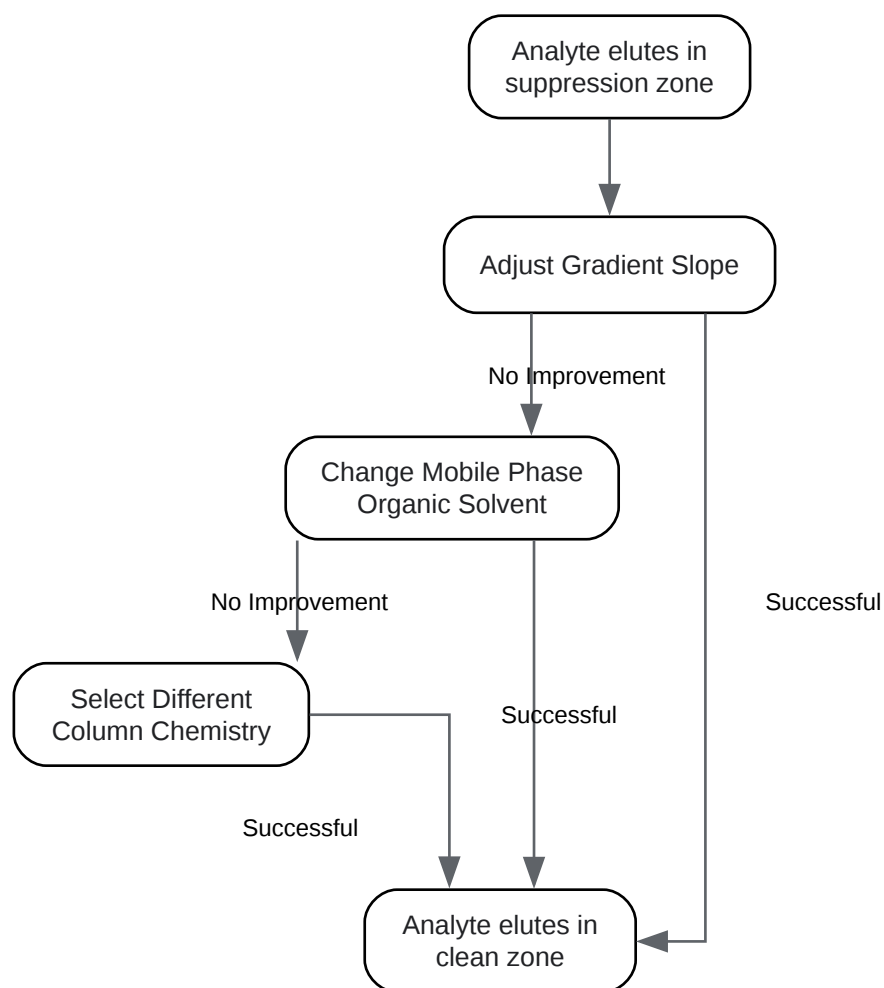 Analyte elutes in
suppression zone
Adjust Gradient Slope
No Improvement
Change Mobile Phase
Organic Solvent
No Improvement
Successful
Select Different
Column Chemistry
Successful
Successful
Analyte elutes in
clean zone